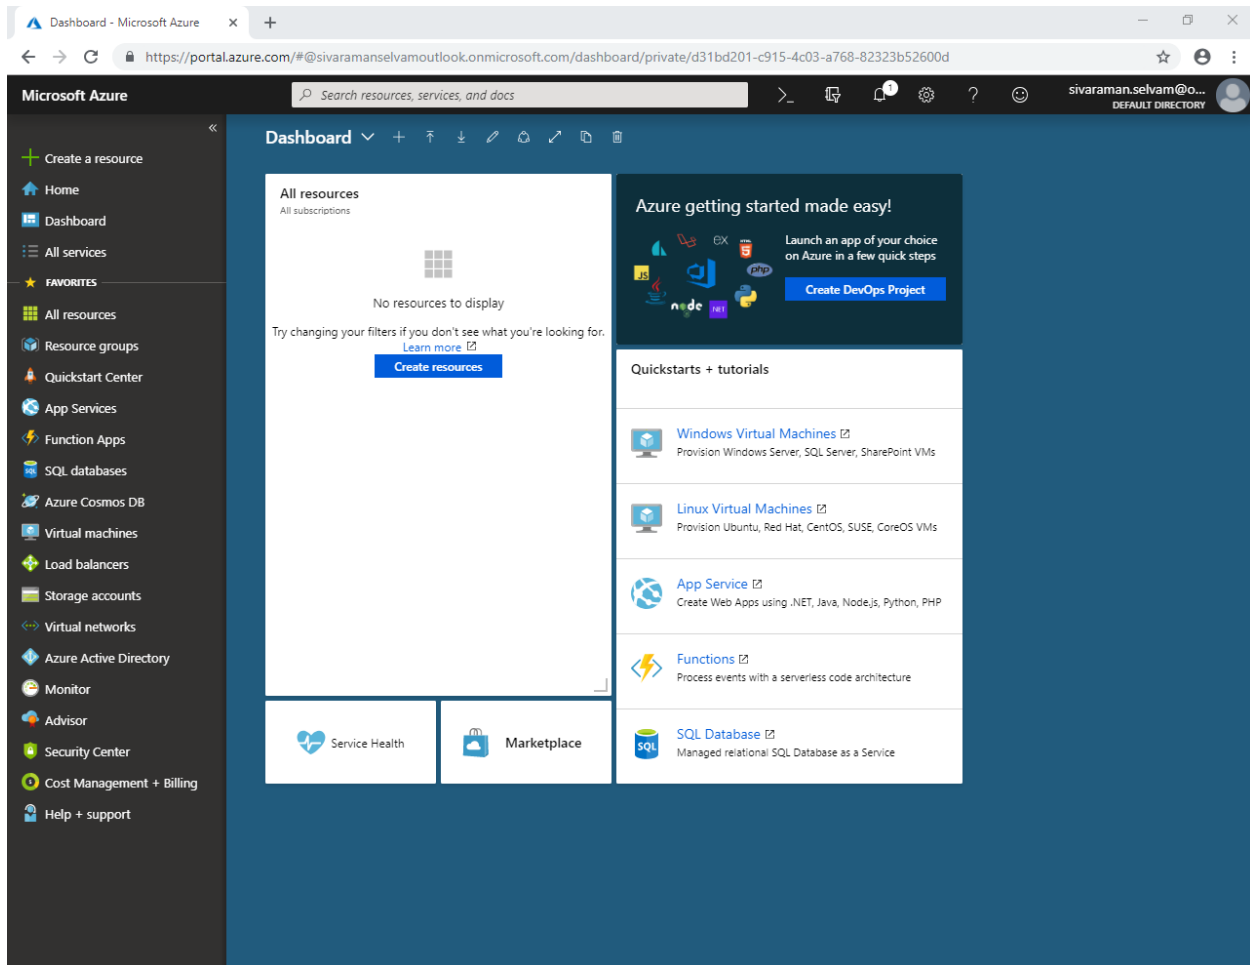 Dashboard - Microsoft Azure
https://portal.azure.com/#@sivaramanselvamoutlook.onmicrosoft.com/dashboard/private/d31bd201-c915-4c03-a768-82323b52600d
Microsoft Azure
Search resources, services, and docs
1
sivaraman.selvam@o...
DEFAULT DIRECTORY
Create a resource
Home
Dashboard
All services
FAVORITES
All resources
Resource groups
Quickstart Center
App Services
Function Apps
SQL databases
Azure Cosmos DB
Virtual machines
Load balancers
Storage accounts
Virtual networks
Azure Active Directory
Monitor
Advisor
Security Center
Cost Management + Billing
Help + support
Dashboard
All resources
All subscriptions
No resources to display
Try changing your filters if you don't see what you're looking for.
Learn more
Create resources
Service Health
Marketplace
Azure getting started made easy!
EX
HTML
5
JS
php
node
.NET
Launch an app of your choice
on Azure in a few quick steps
Create DevOps Project
Quickstarts + tutorials
Windows Virtual Machines
Provision Windows Server, SQL Server, SharePoint VMs
Linux Virtual Machines
Provision Ubuntu, Red Hat, CentOS, SUSE, CoreOS VMs
App Service
Create Web Apps using .NET, Java, Node.js, Python, PHP
Functions
Process events with a serverless code architecture
SQL
SQL Database
Managed relational SQL Database as a Service